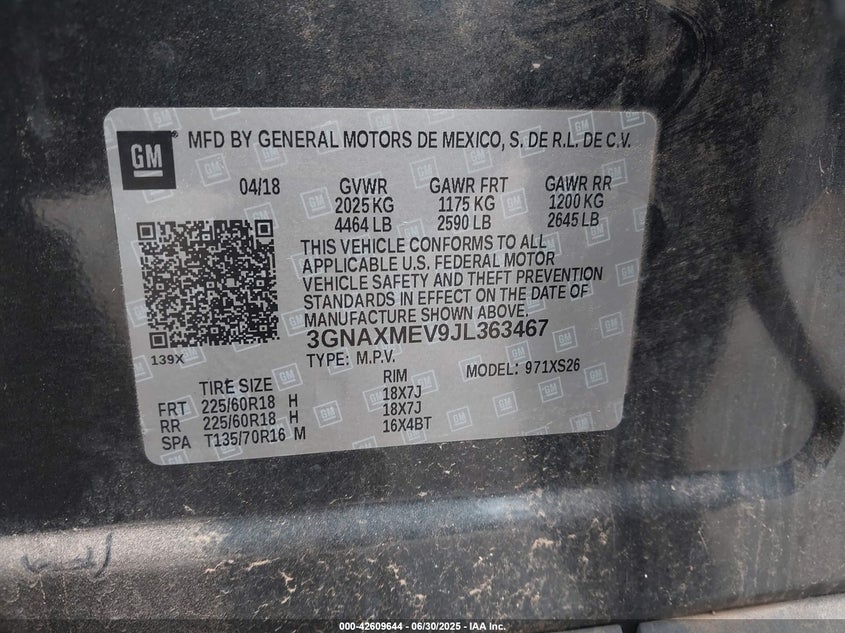 GM
MFD BY GENERAL MOTORS DE MEXICO, S. DE R.L. DE C.V.
04/18 GVWR GAWR FRT GAWR RR
2025 KG 1175 KG 1200 KG
4464 LB 2590 LB 2645 LB
THIS VEHICLE CONFORMS TO ALL
APPLICABLE U.S. FEDERAL MOTOR
VEHICLE SAFETY AND THEFT PREVENTION
STANDARDS IN EFFECT ON THE DATE OF
MANUFACTURE SHOWN ABOVE.
3GNAXMEV9JL363467
139X
TYPE: M.P.V. MODEL: 971XS26
TIRE SIZE RIM
FRT 225/60R18 H 18X7J
RR 225/60R18 H 18X7J
SPA T135/70R16 M 16X4BT
000-42609644 - 06/30/2025 - IAA Inc.